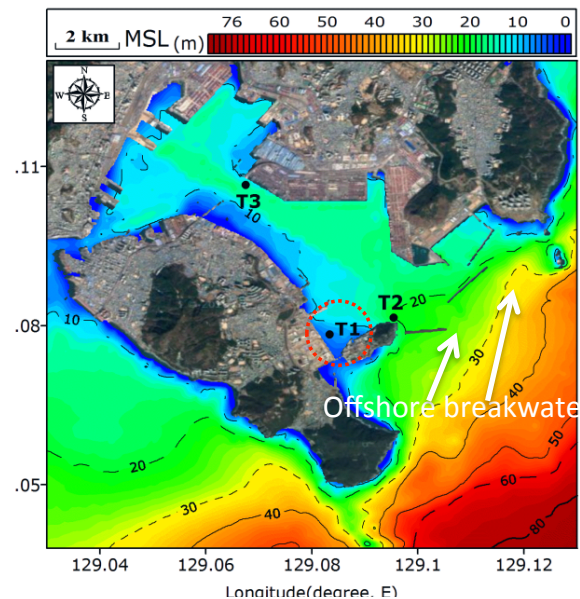 2 km MSL (m) 76 60 50 40 30 20 10 0
N
W E
S
.11
T3
10
T2
20
.08
10
T1
30
Offshore breakwate
40
50
20
.05
30
40
60
80
129.04 129.06 129.08 129.1 129.12
Longitude(degree, E)